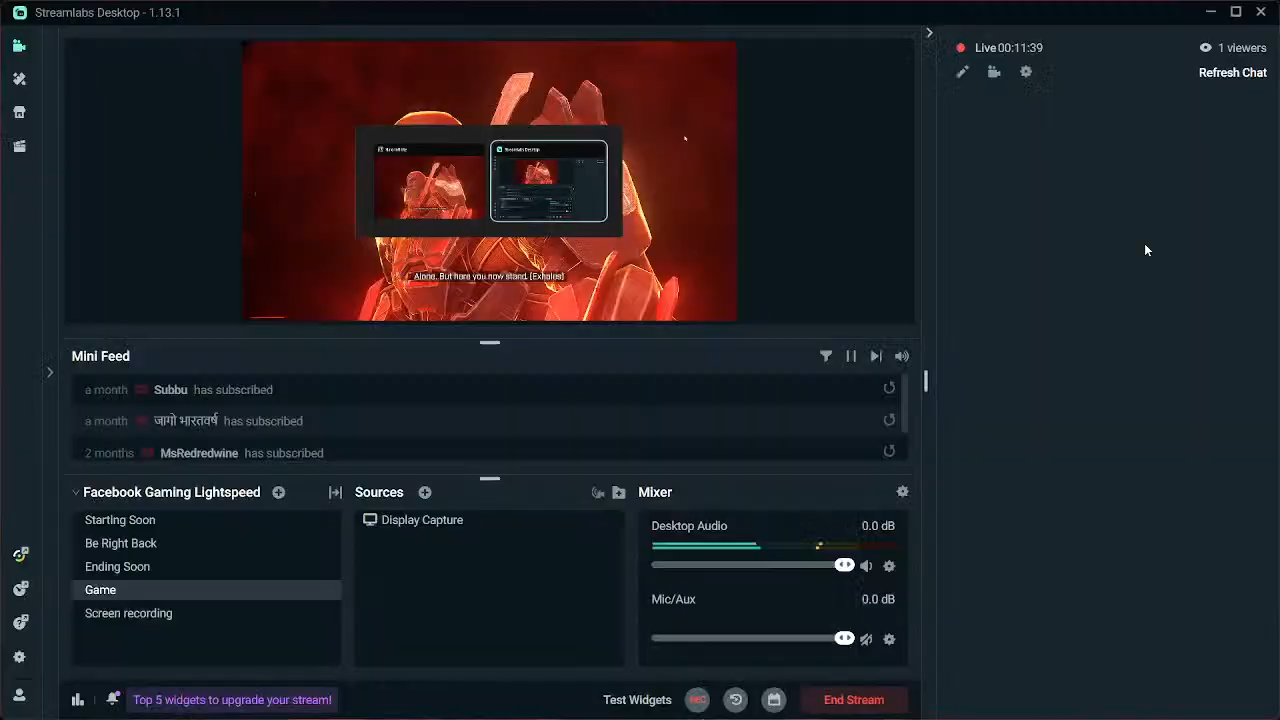 Streamlabs Desktop - 1.13.1
Live 00:11:39
1 viewers
Refresh Chat
Streamlabs Desktop
Alone. But here you now stand. [Exhales]
Mini Feed
a month Subbu has subscribed
a month जागो भारतवर्ष has subscribed
2 months MsRedredwine has subscribed
Facebook Gaming Lightspeed
Starting Soon
Be Right Back
Ending Soon
Game
Screen recording
Sources
Display Capture
Mixer
Desktop Audio 0.0 dB
Mic/Aux 0.0 dB
Top 5 widgets to upgrade your stream!
Test Widgets
REC
End Stream